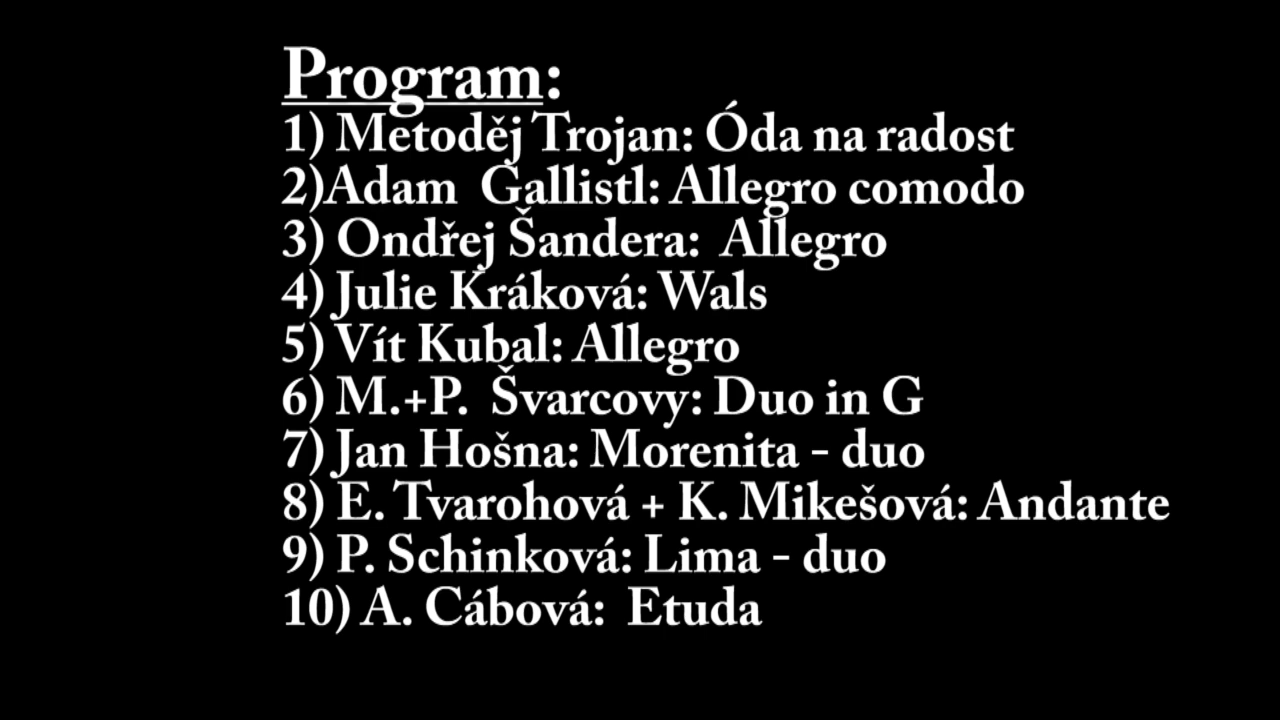 Program:
1) Metoděj Trojan: Óda na radost
2)Adam  Gallistl: Allegro comodo
3) Ondřej Šandera:  Allegro
4) Julie Kráková: Wals
5) Vít Kubal: Allegro
6) M.+P.  Švarcovy: Duo in G
7) Jan Hošna: Morenita - duo
8) E. Tvarohová + K. Mikešová: Andante
9) P. Schinková: Lima - duo
10) A. Cábová:  Etuda